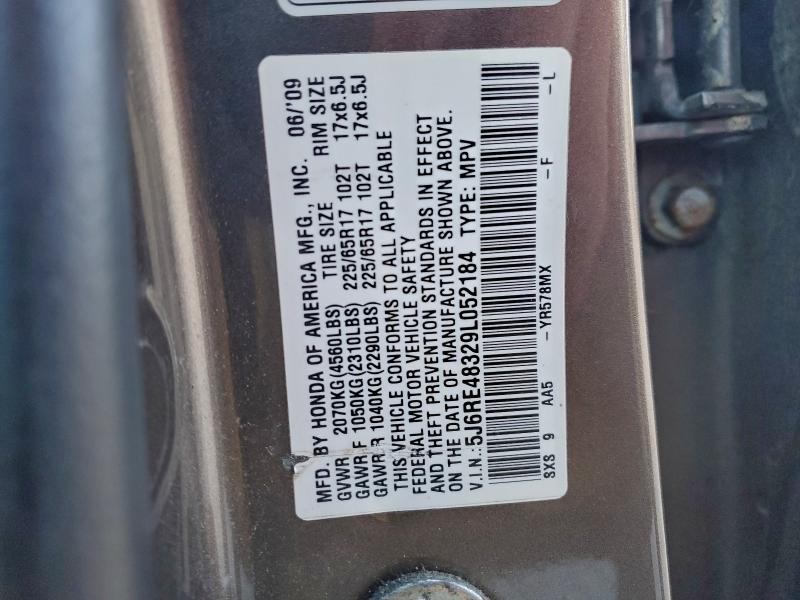 MFD. BY HONDA OF AMERICA MFG., INC. 06/'09
GVWR 2070KG(4560LBS) TIRE SIZE RIM SIZE
GAWR F 1050KG(2310LBS) 225/65R17 102T 17x6.5J
GAWR R 1040KG(2290LBS) 225/65R17 102T 17x6.5J
THIS VEHICLE CONFORMS TO ALL APPLICABLE
FEDERAL MOTOR VEHICLE SAFETY
AND THEFT PREVENTION STANDARDS IN EFFECT
ON THE DATE OF MANUFACTURE SHOWN ABOVE.
V.I.N.: 5J6RE48329L052184 TYPE: MPV
SXS 9 AA5 -YR578MX -F -L